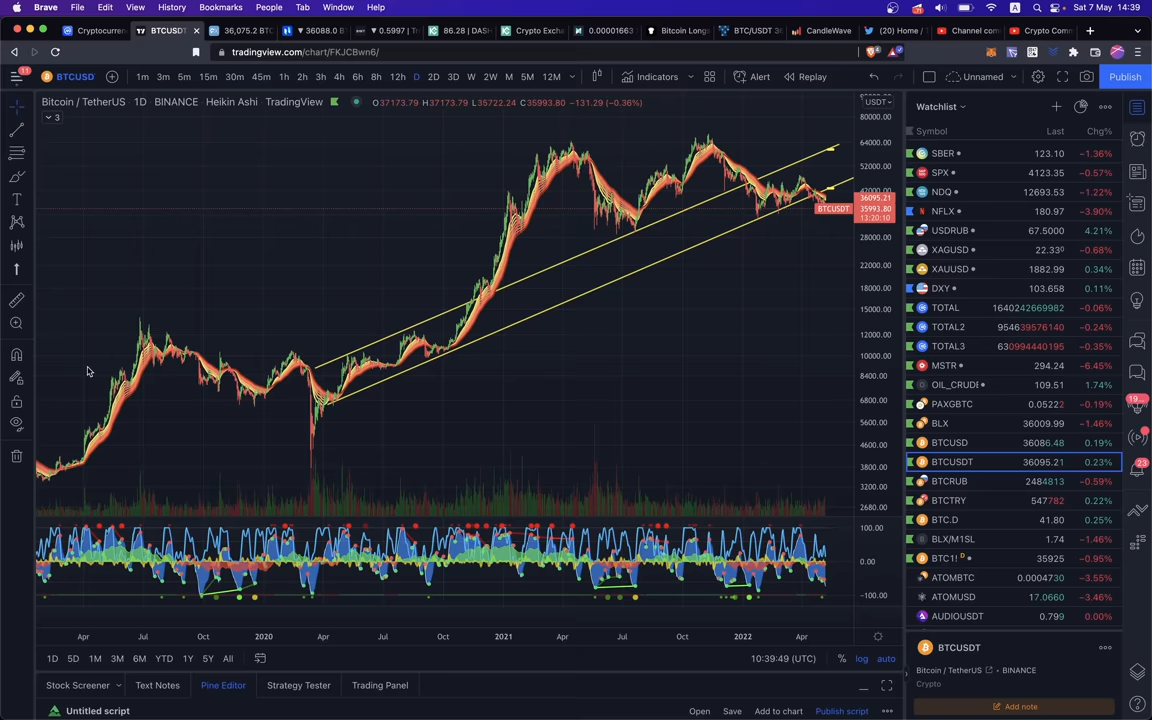 Brave File Edit View History Bookmarks People Tab Window Help A Sat 7 May 14:39
Cryptocurren BTCUSDT 36,075.2 BTC 36088.0 B 0.5997 | T 86.28 | DASH Crypto Exch 0.00001663 Bitcoin Long BTC/USDT 36 CandleWave Home / Channel com Crypto Comm
tradingview.com/chart/FKJCBwn6/
11 BTCUSD 1m 3m 5m 15m 30m 45m 1h 2h 3h 4h 6h 8h 12h D 2D 3D W 2W M 5M 12M Indicators Alert Replay Unnamed Publish
Bitcoin / TetherUS · 1D · BINANCE · Heikin Ashi · TradingView O37173.79 H37173.79 L35722.24 C35993.80 −131.29 (−0.36%) USDT
3
80000.00
64000.00
52000.00
42000.00
36095.21
BTCUSDT 35993.80
13:20:10
28000.00
22000.00
18000.00
15000.00
12000.00
10000.00
8400.00
6800.00
5600.00
4600.00
3800.00
3200.00
2680.00
100.00
0.00
−100.00
Apr Jul Oct 2020 Apr Jul Oct 2021 Apr Jul Oct 2022 Apr
1D 5D 1M 3M 6M YTD 1Y 5Y All 10:39:49 (UTC) % log auto
Stock Screener Text Notes Pine Editor Strategy Tester Trading Panel
Untitled script Open Save Add to chart Publish script
Watchlist
Symbol Last Chg%
SBER 123.10 −1.36%
SPX 4123.35 −0.57%
NDQ 12693.53 −1.22%
NFLX 180.97 −3.90%
USDRUB 67.5000 4.21%
XAGUSD 22.330 −0.68%
XAUUSD 1882.99 0.34%
DXY 103.658 0.11%
TOTAL 1640242669982 −0.06%
TOTAL2 954639576140 −0.24%
TOTAL3 630994440195 −0.35%
MSTR 294.24 −6.45%
OIL_CRUDE 109.51 1.74%
PAXGBTC 0.05222 −0.19%
BLX 36009.99 −1.46%
BTCUSD 36086.48 0.19%
BTCUSDT 36095.21 0.23%
BTCRUB 2484813 −0.59%
BTCTRY 547782 0.22%
BTC.D 41.80 0.25%
BLX/M1SL 1.74 −1.46%
BTC1! D 35925 −0.95%
ATOMBTC 0.0004730 −3.55%
ATOMUSD 17.0660 −3.46%
AUDIOUSDT 0.799 0.00%
BTCUSDT
Bitcoin / TetherUS • BINANCE
Crypto
Add note
19...
23